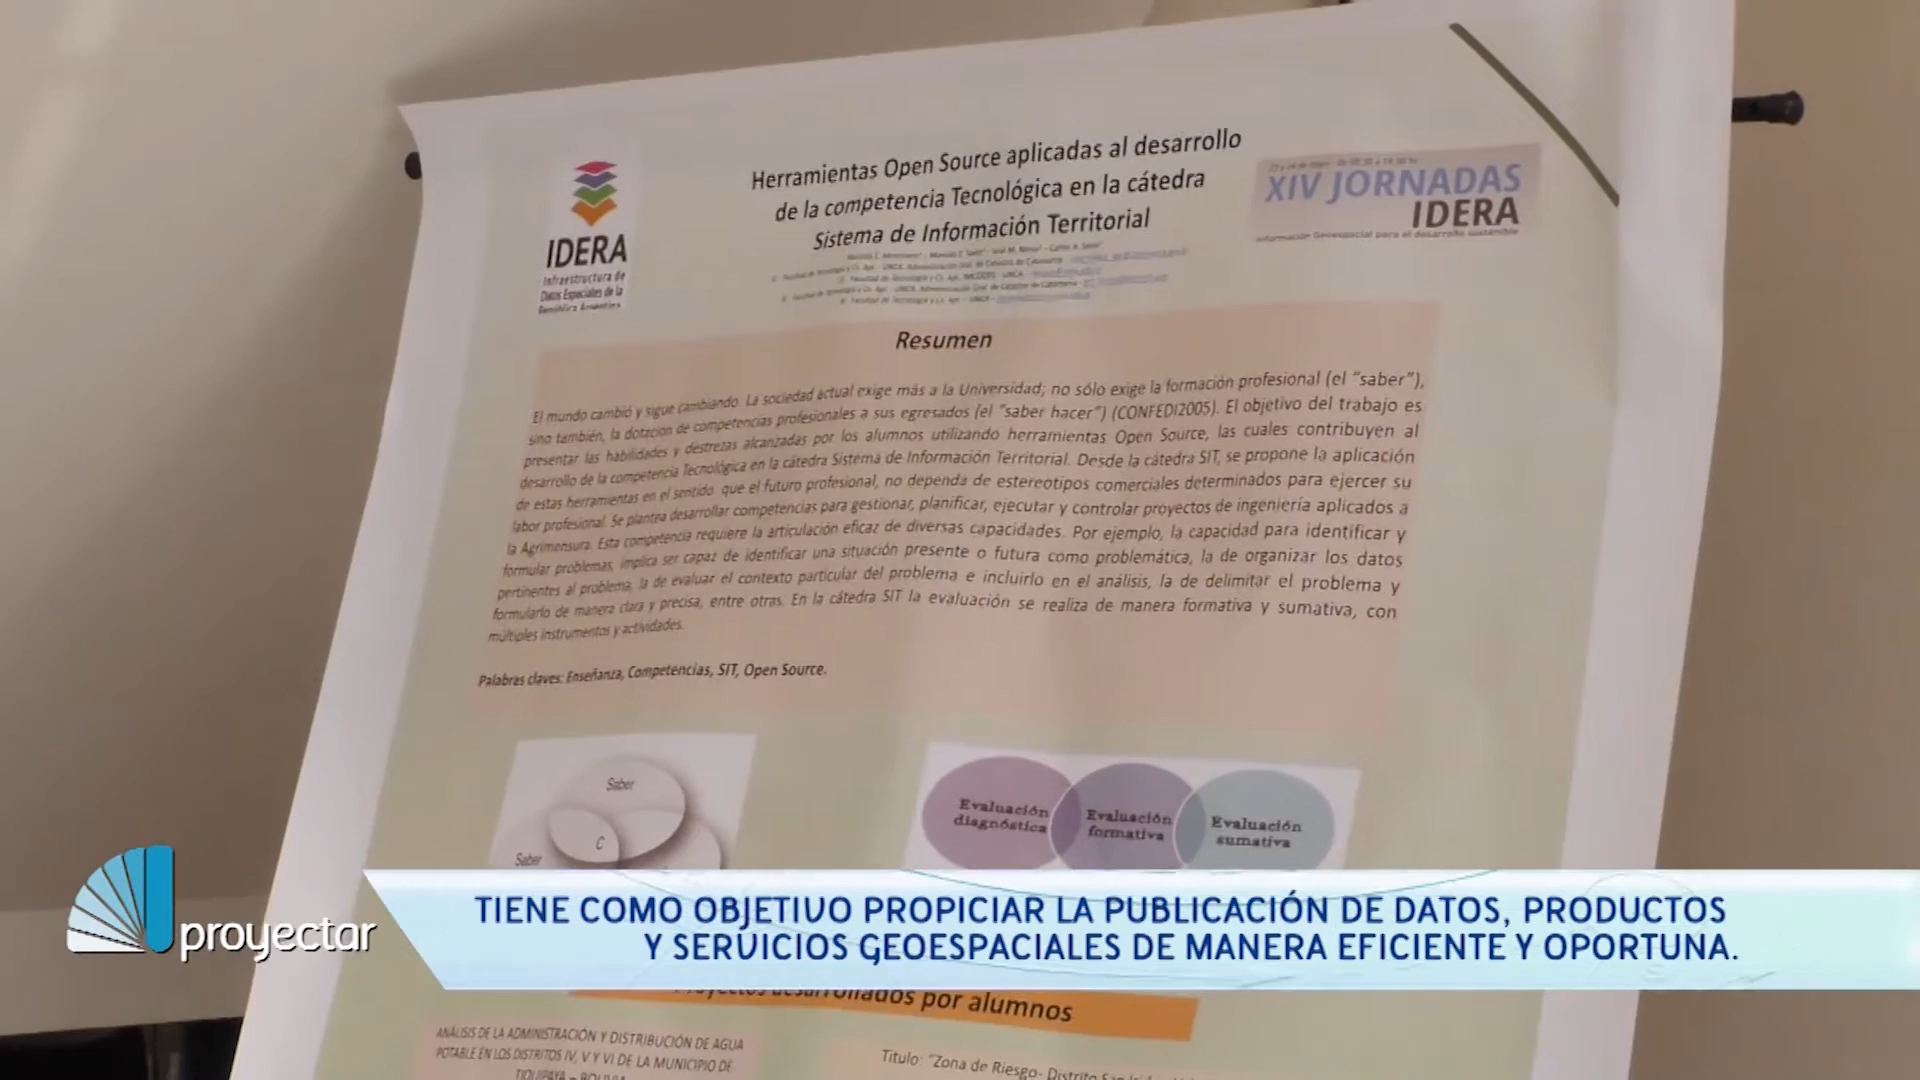 IDERA
Infraestructura de
Datos Espaciales de la
República Argentina
Herramientas Open Source aplicadas al desarrollo
de la competencia Tecnológica en la cátedra
Sistema de Información Territorial
XIV JORNADAS
IDERA
Información Geoespacial para el desarrollo sostenible
Resumen
El mundo cambió y sigue cambiando. La sociedad actual exige más a la Universidad; no sólo exige la formación profesional (el "saber"),
sino también, la dotación de competencias profesionales a sus egresados (el "saber hacer") (CONFEDI2005). El objetivo del trabajo es
presentar las habilidades y destrezas alcanzadas por los alumnos utilizando herramientas Open Source, las cuales contribuyen al
desarrollo de la competencia Tecnológica en la cátedra Sistema de Información Territorial. Desde la cátedra SIT, se propone la aplicación
de estas herramientas en el sentido que el futuro profesional, no dependa de estereotipos comerciales determinados para ejercer su
labor profesional. Se plantea desarrollar competencias para gestionar, planificar, ejecutar y controlar proyectos de ingeniería aplicados a
la Agrimensura. Esta competencia requiere la articulación eficaz de diversas capacidades. Por ejemplo, la capacidad para identificar y
formular problemas, implica ser capaz de identificar una situación presente o futura como problemática, la de organizar los datos
pertinentes al problema, la de evaluar el contexto particular del problema e incluirlo en el análisis, la de delimitar el problema y
formularlo de manera clara y precisa, entre otras. En la cátedra SIT la evaluación se realiza de manera formativa y sumativa, con
múltiples instrumentos y actividades.
Palabras claves: Enseñanza, Competencias, SIT, Open Source.
Saber
C
Saber
Evaluación
diagnóstica
Evaluación
formativa
Evaluación
sumativa
proyectar
TIENE COMO OBJETIVO PROPICIAR LA PUBLICACIÓN DE DATOS, PRODUCTOS
Y SERVICIOS GEOESPACIALES DE MANERA EFICIENTE Y OPORTUNA.
Proyectos desarrollados por alumnos
ANÁLISIS DE LA ADMINISTRACIÓN Y DISTRIBUCIÓN DE AGUA
POTABLE EN LOS DISTRITOS IV, V Y VI DE LA MUNICIPIO DE
TIQUIPAYA – BOLIVIA
Titulo: "Zona de Riesgo- Distrito San